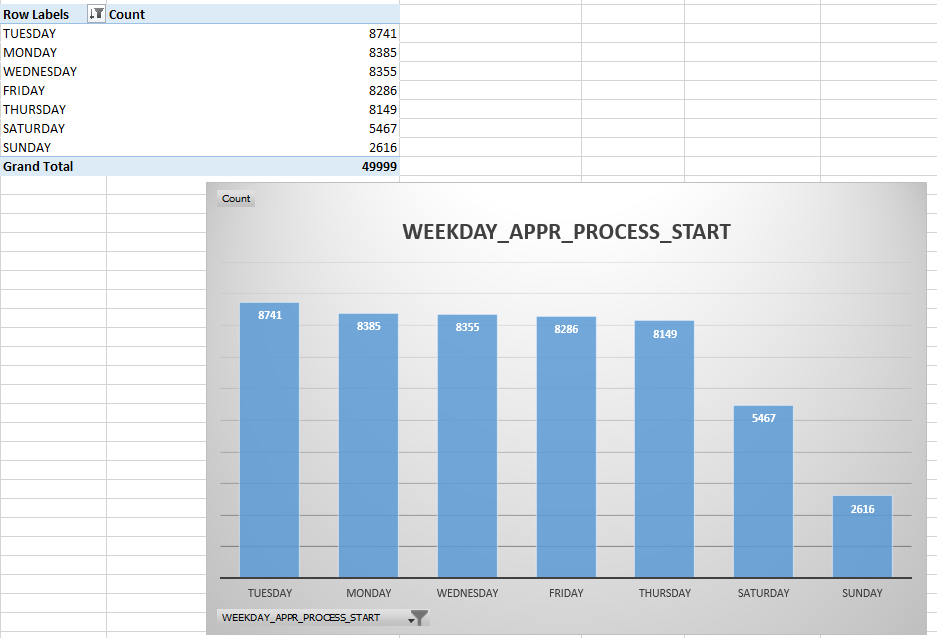 Row Labels Count
TUESDAY 8741
MONDAY 8385
WEDNESDAY 8355
FRIDAY 8286
THURSDAY 8149
SATURDAY 5467
SUNDAY 2616
Grand Total 49999
Count
WEEKDAY_APPR_PROCESS_START
8741 8385 8355 8286 8149 5467 2616
TUESDAY MONDAY WEDNESDAY FRIDAY THURSDAY SATURDAY SUNDAY
WEEKDAY_APPR_PROCESS_START